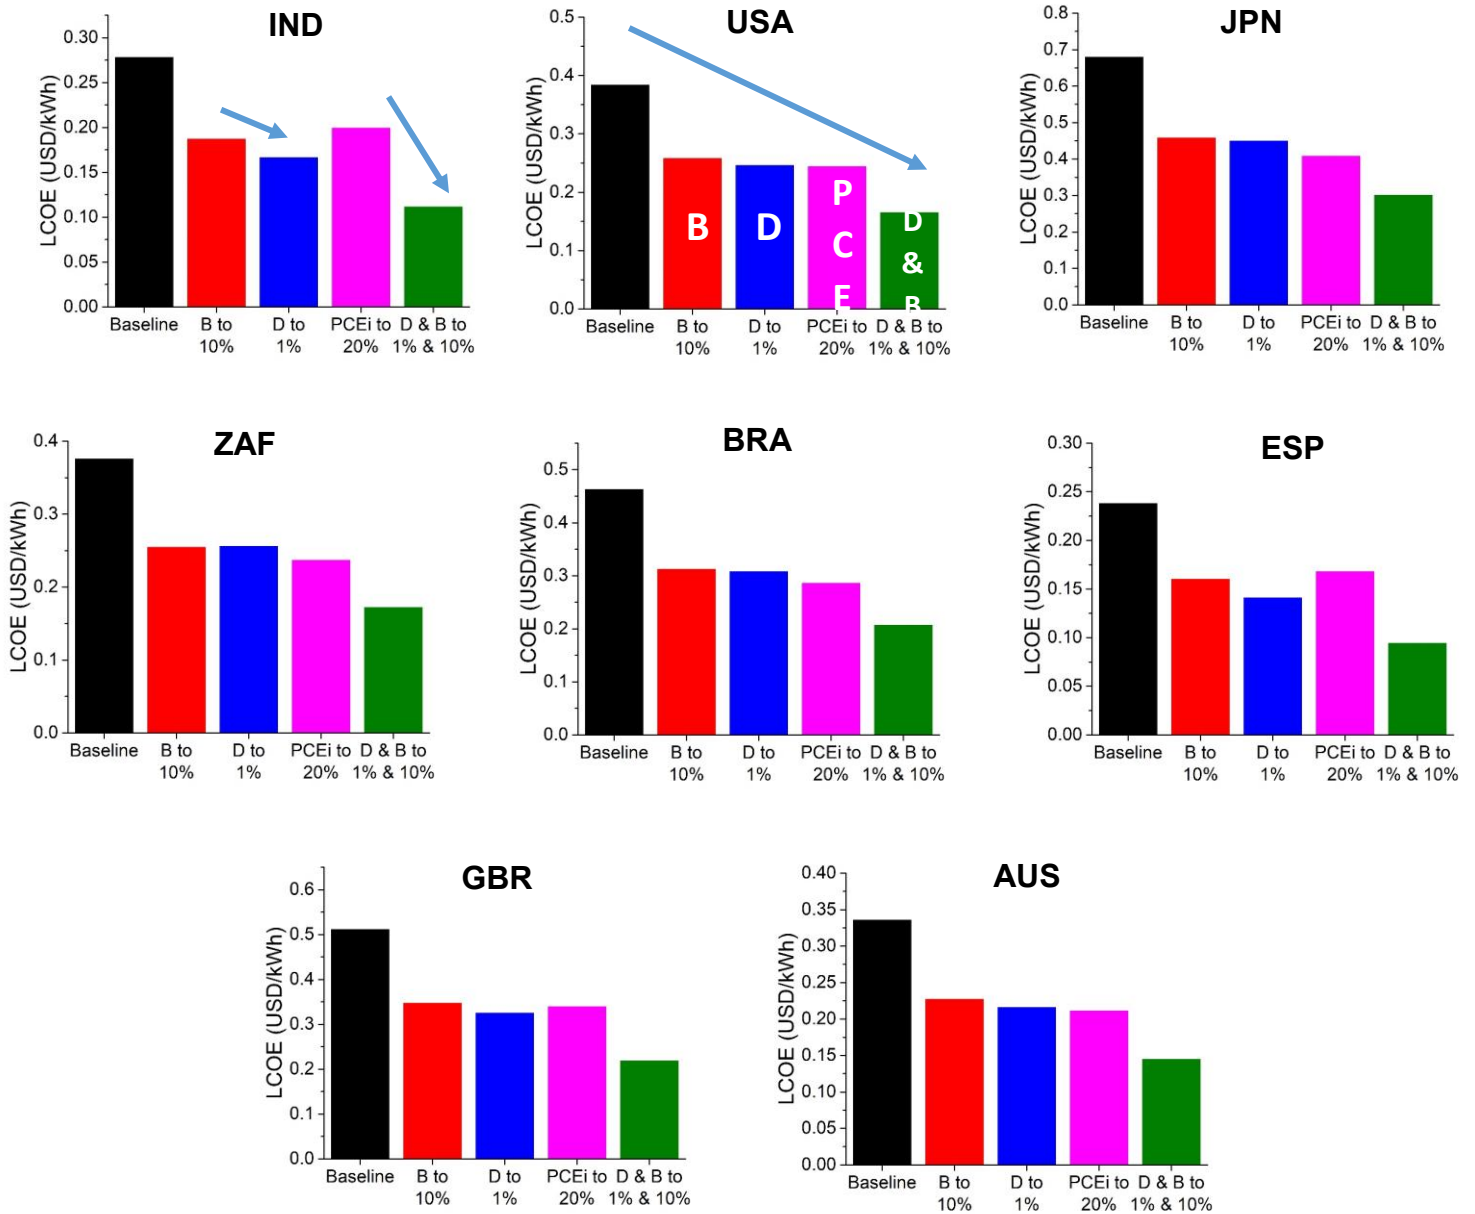 IND
LCOE (USD/kWh)
0.30
0.25
0.20
0.15
0.10
0.05
0.00
Baseline
B to
10%
D to
1%
PCEi to
20%
D & B to
1% & 10%
USA
LCOE (USD/kWh)
0.5
0.4
0.3
0.2
0.1
0.0
B
D
P
C
E
D
&
B
Baseline
B to
10%
D to
1%
PCEi to
20%
D & B to
1% & 10%
JPN
LCOE (USD/kWh)
0.8
0.7
0.6
0.5
0.4
0.3
0.2
0.1
0.0
Baseline
B to
10%
D to
1%
PCEi to
20%
D & B to
1% & 10%
ZAF
LCOE (USD/kWh)
0.4
0.3
0.2
0.1
0.0
Baseline
B to
10%
D to
1%
PCEi to
20%
D & B to
1% & 10%
BRA
LCOE (USD/kWh)
0.5
0.4
0.3
0.2
0.1
0.0
Baseline
B to
10%
D to
1%
PCEi to
20%
D & B to
1% & 10%
ESP
LCOE (USD/kWh)
0.30
0.25
0.20
0.15
0.10
0.05
0.00
Baseline
B to
10%
D to
1%
PCEi to
20%
D & B to
1% & 10%
GBR
LCOE (USD/kWh)
0.6
0.5
0.4
0.3
0.2
0.1
0.0
Baseline
B to
10%
D to
1%
PCEi to
20%
D & B to
1% & 10%
AUS
LCOE (USD/kWh)
0.40
0.35
0.30
0.25
0.20
0.15
0.10
0.05
0.00
Baseline
B to
10%
D to
1%
PCEi to
20%
D & B to
1% & 10%